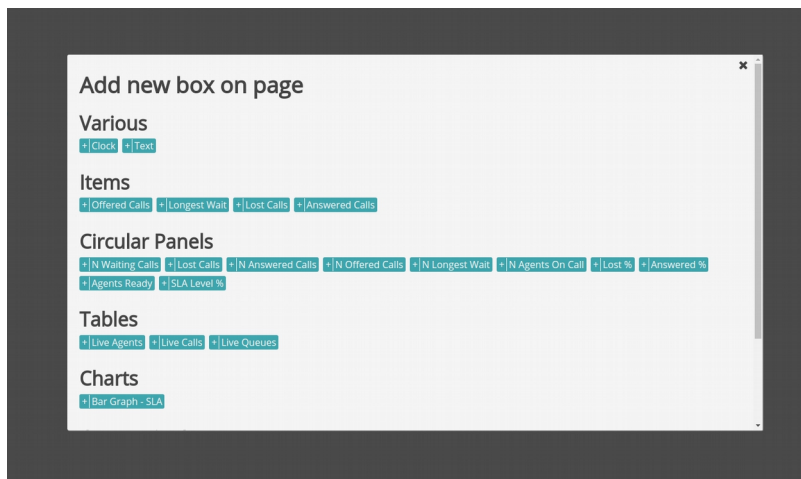 Add new box on page
Various
+ Clock + Text
Items
+ Offered Calls + Longest Wait + Lost Calls + Answered Calls
Circular Panels
+ N Waiting Calls + Lost Calls + N Answered Calls + N Offered Calls + N Longest Wait + N Agents On Call + Lost % + Answered %
+ Agents Ready + SLA Level %
Tables
+ Live Agents + Live Calls + Live Queues
Charts
+ Bar Graph - SLA